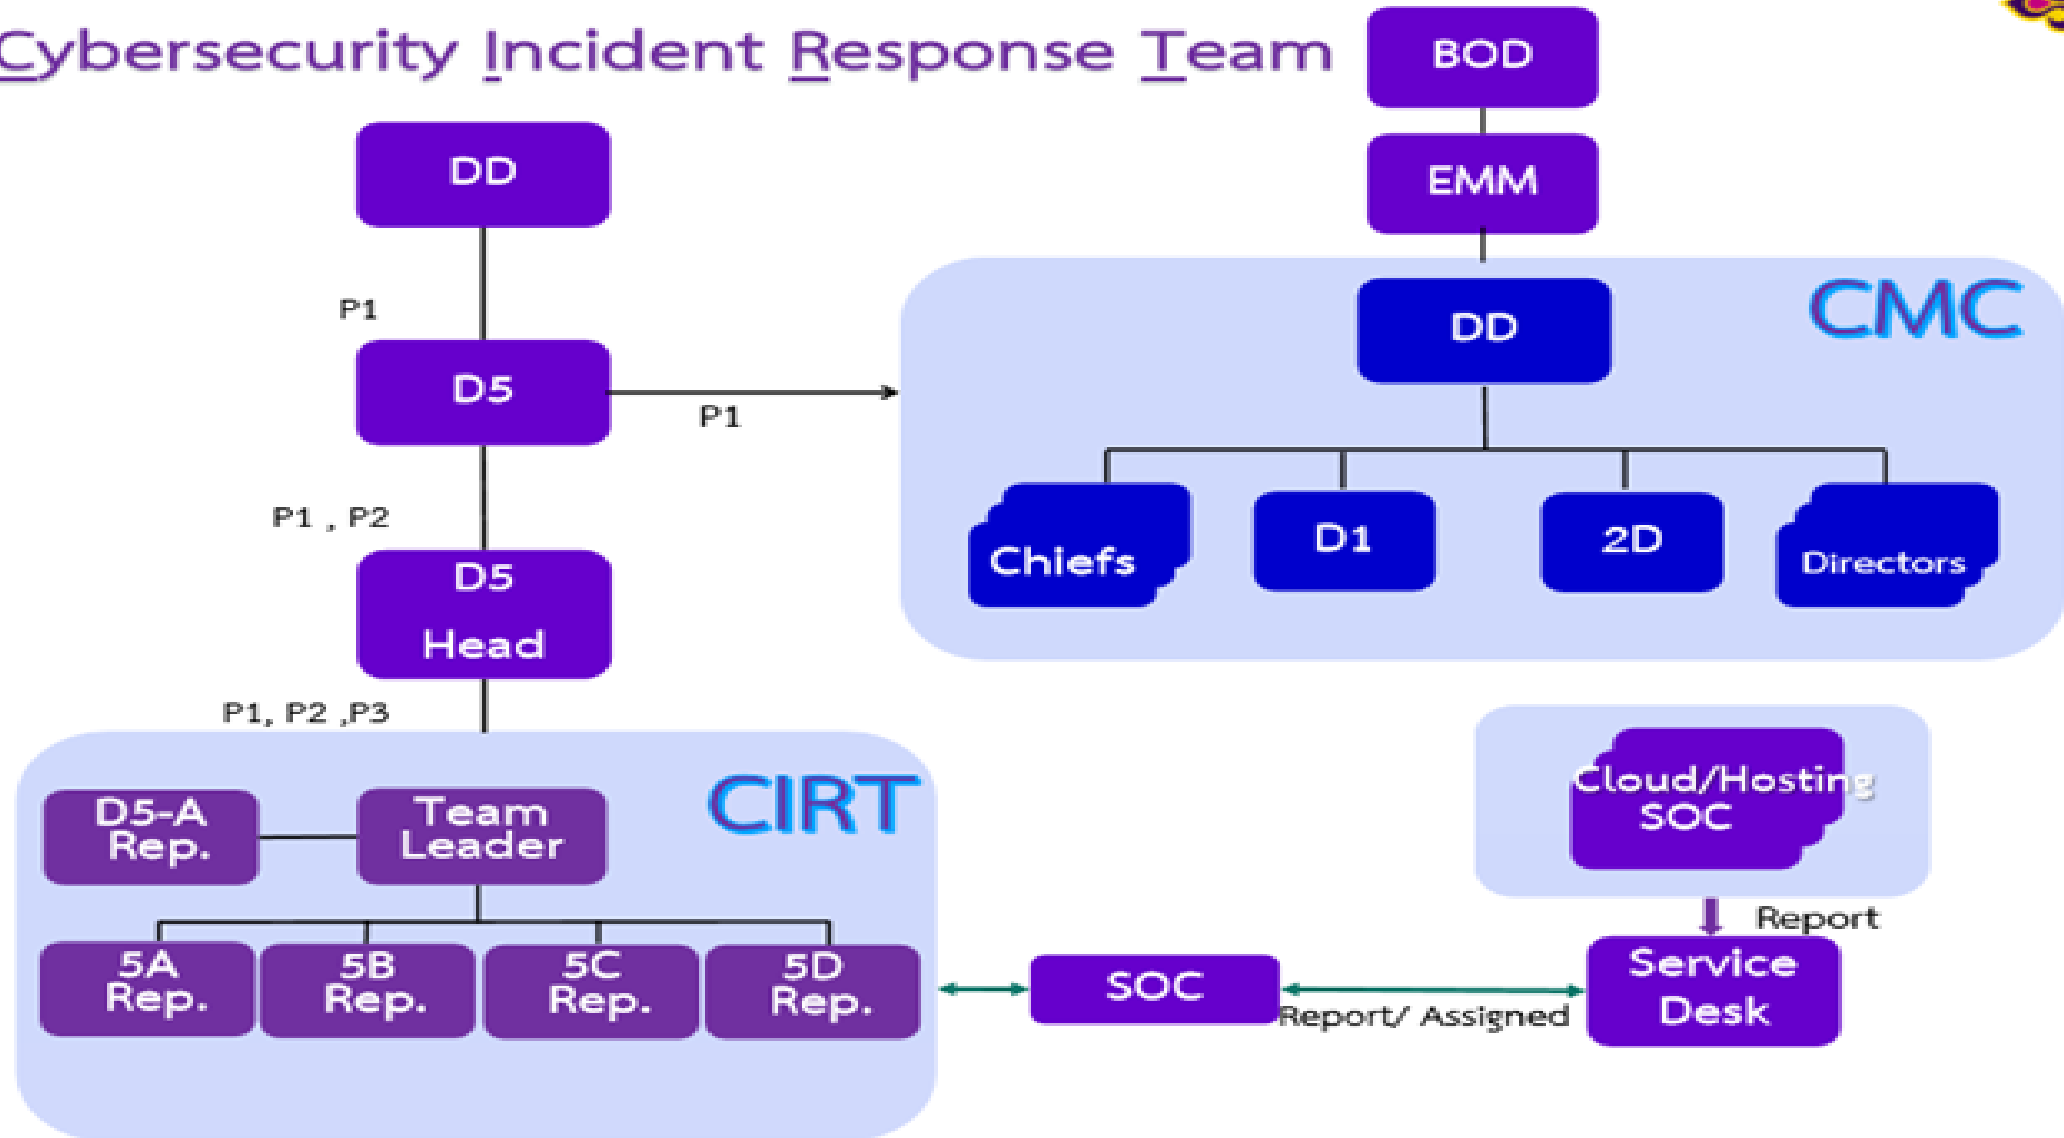 Cybersecurity Incident Response Team
BOD
EMM
DD
P1
D5
P1
P1 , P2
D5
Head
P1, P2 ,P3
CMC
DD
Chiefs
D1
2D
Directors
CIRT
D5-A
Rep.
Team
Leader
5A
Rep.
5B
Rep.
5C
Rep.
5D
Rep.
SOC
Report/ Assigned
Cloud/Hosting
SOC
Report
Service
Desk